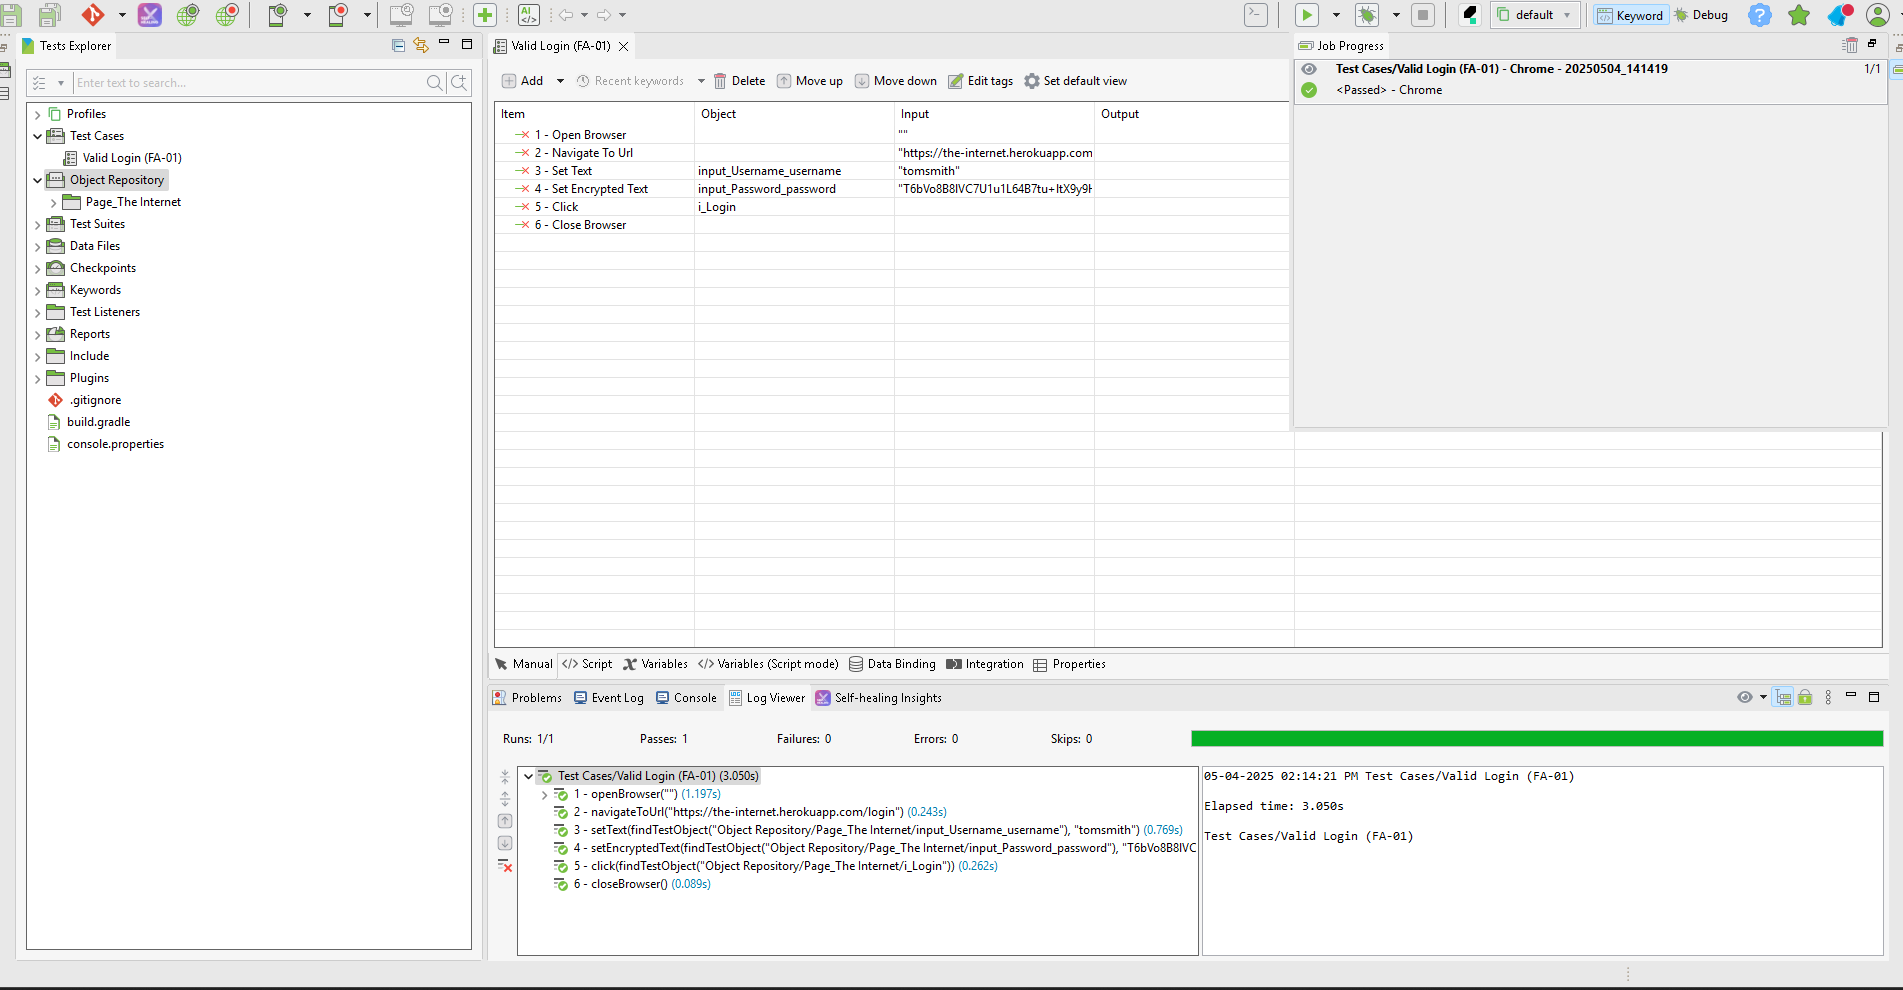 default
Keyword
Debug
Tests Explorer
Enter text to search...
Profiles
Test Cases
Valid Login (FA-01)
Object Repository
Page_The Internet
Test Suites
Data Files
Checkpoints
Keywords
Test Listeners
Reports
Include
Plugins
.gitignore
build.gradle
console.properties
Valid Login (FA-01)
Add Recent keywords Delete Move up Move down Edit tags Set default view
Item Object Input Output
1 - Open Browser ""
2 - Navigate To Url "https://the-internet.herokuapp.com
3 - Set Text input_Username_username "tomsmith"
4 - Set Encrypted Text input_Password_password
5 - Click i_Login
6 - Close Browser
Job Progress
Test Cases/Valid Login (FA-01) - Chrome - 20250504_141419 1/1
<Passed> - Chrome
Manual Script Variables Variables (Script mode) Data Binding Integration Properties
Problems Event Log Console Log Viewer Self-healing Insights
Runs: 1/1 Passes: 1 Failures: 0 Errors: 0 Skips: 0
Test Cases/Valid Login (FA-01) (3.050s)
1 - openBrowser("") (1.197s)
2 - navigateToUrl("https://the-internet.herokuapp.com/login") (0.243s)
3 - setText(findTestObject("Object Repository/Page_The Internet/input_Username_username"), "tomsmith") (0.769s)
4 - setEncryptedText(findTestObject("Object Repository/Page_The Internet/input_Password_password"),
5 - click(findTestObject("Object Repository/Page_The Internet/i_Login")) (0.262s)
6 - closeBrowser() (0.089s)
05-04-2025 02:14:21 PM Test Cases/Valid Login (FA-01)
Elapsed time: 3.050s
Test Cases/Valid Login (FA-01)